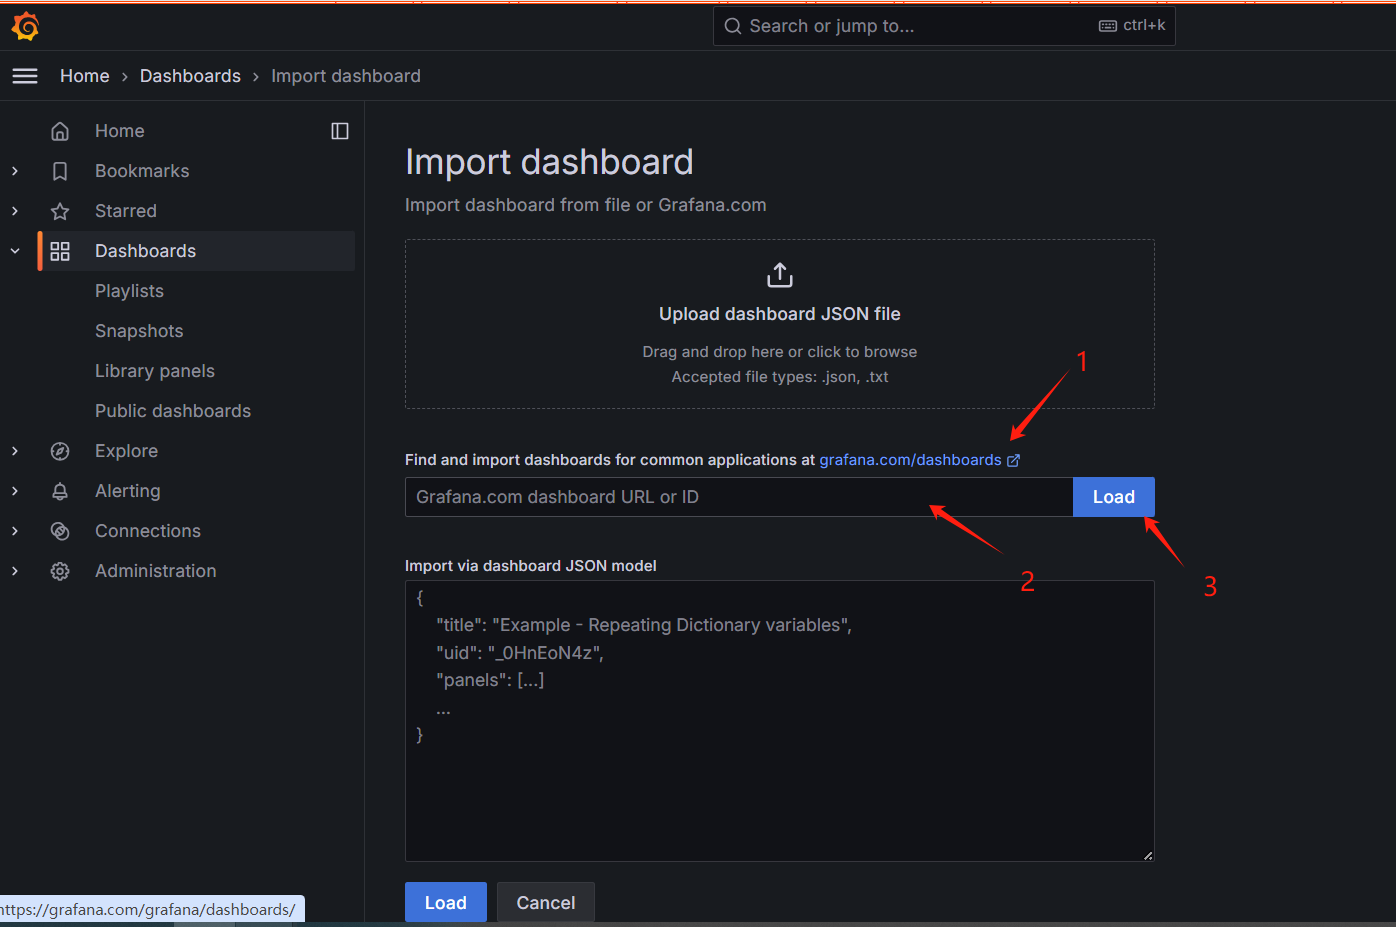 Search or jump to...
ctrl+k
Home › Dashboards › Import dashboard
Home
Bookmarks
Starred
Dashboards
Playlists
Snapshots
Library panels
Public dashboards
Explore
Alerting
Connections
Administration
Import dashboard
Import dashboard from file or Grafana.com
Upload dashboard JSON file
Drag and drop here or click to browse
Accepted file types: .json, .txt
1
Find and import dashboards for common applications at grafana.com/dashboards
Grafana.com dashboard URL or ID
Load
2
3
Import via dashboard JSON model
{
"title": "Example - Repeating Dictionary variables",
"uid": "_0HnEoN4z",
"panels": [...]
...
}
Load
Cancel
https://grafana.com/grafana/dashboards/